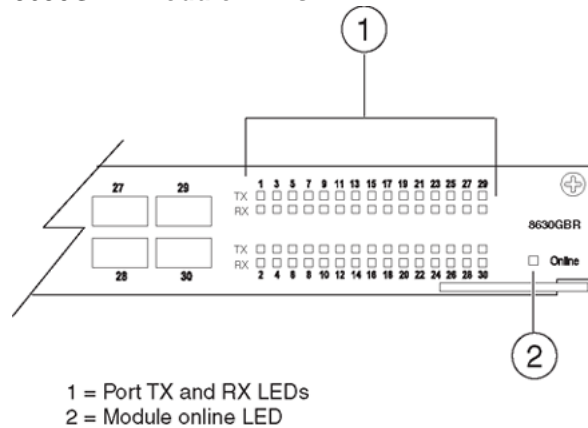 1
27 29
1 3 5 7 9 11 13 15 17 19 21 23 25 27 29
TX
RX
8630GBR
TX
RX
Online
28 30
2 4 6 8 10 12 14 16 18 20 22 24 26 28 30
2
1 = Port TX and RX LEDs
2 = Module online LED